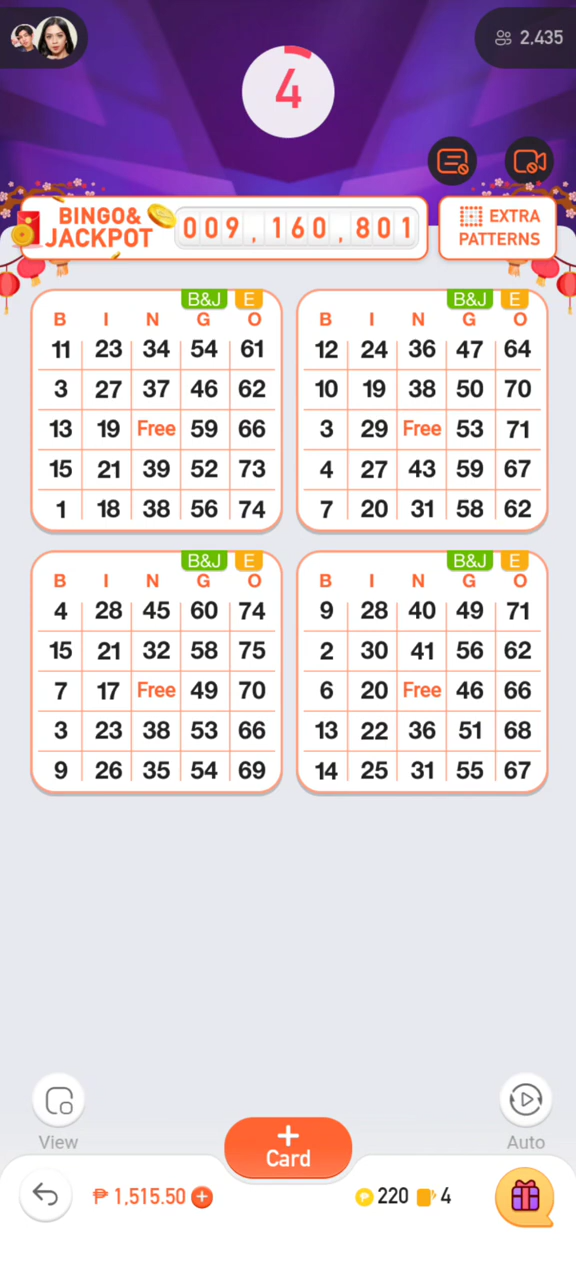 2,435
4
BINGO&
JACKPOT
009,160,801
EXTRA
PATTERNS
B&J E
B I N G O
11 23 34 54 61
3 27 37 46 62
13 19 Free 59 66
15 21 39 52 73
1 18 38 56 74
B&J E
B I N G O
12 24 36 47 64
10 19 38 50 70
3 29 Free 53 71
4 27 43 59 67
7 20 31 58 62
B&J E
B I N G O
4 28 45 60 74
15 21 32 58 75
7 17 Free 49 70
3 23 38 53 66
9 26 35 54 69
B&J E
B I N G O
9 28 40 49 71
2 30 41 56 62
6 20 Free 46 66
13 22 36 51 68
14 25 31 55 67
View
+
Card
Auto
₱ 1,515.50 +
P 220 4